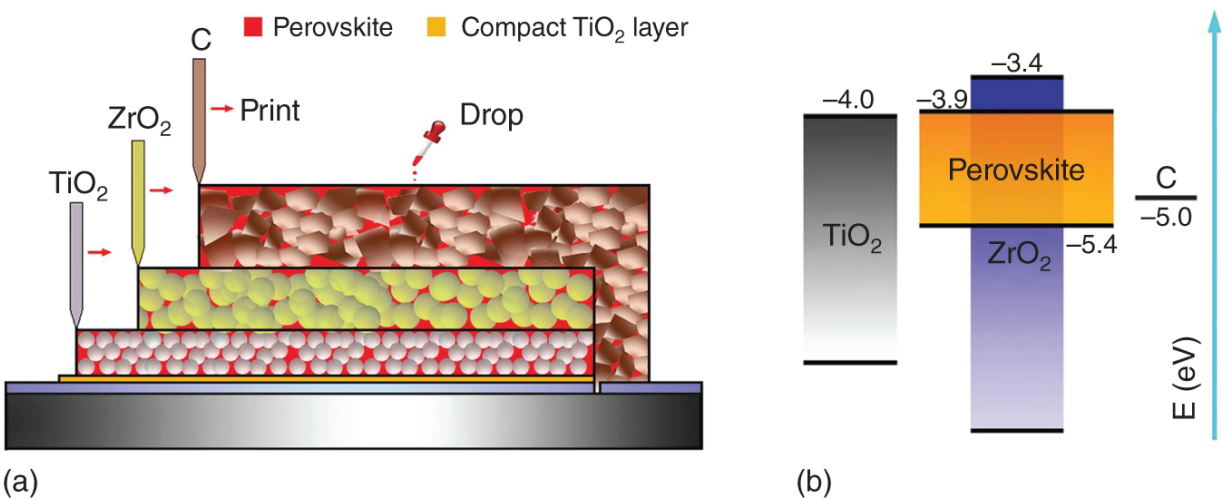 Perovskite
Compact TiO₂ layer
C
Print
ZrO₂
Drop
TiO₂
(a)
–3.4
–4.0
–3.9
Perovskite
C
–5.0
TiO₂
ZrO₂
–5.4
E (eV)
(b)